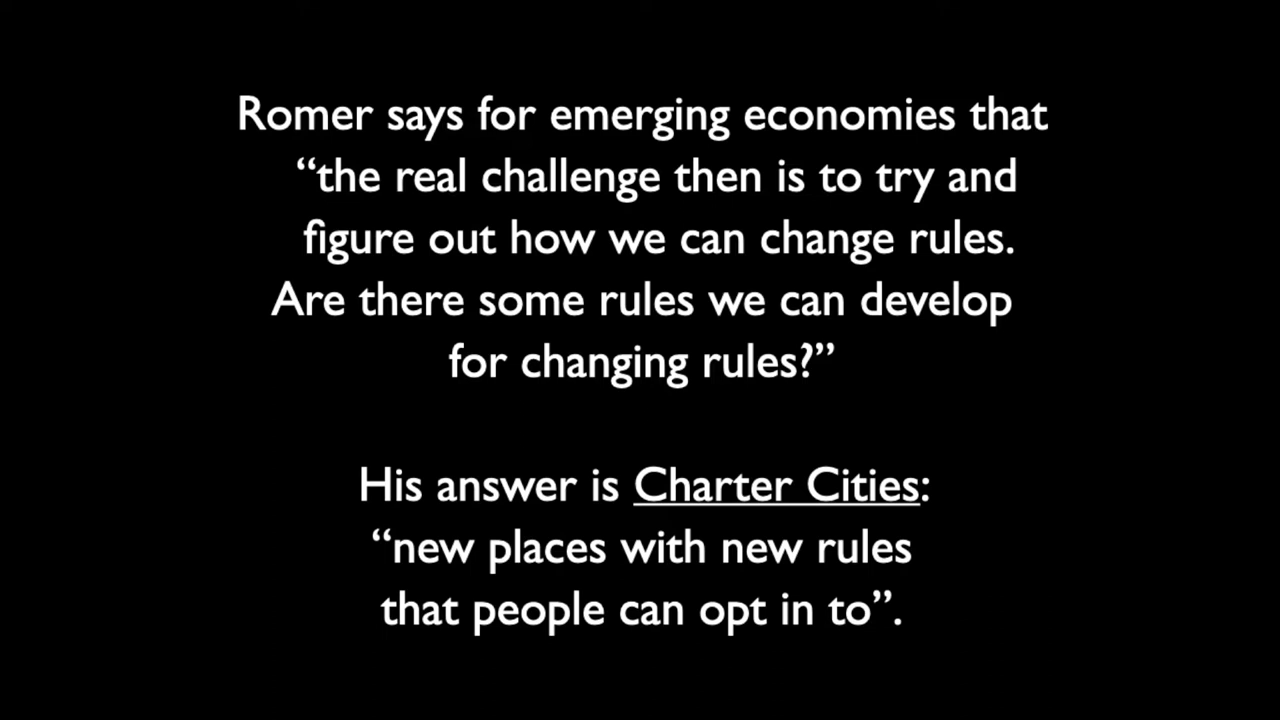 Romer says for emerging economies that
“the real challenge then is to try and
figure out how we can change rules.
Are there some rules we can develop
for changing rules?”
His answer is Charter Cities:
“new places with new rules
that people can opt in to”.